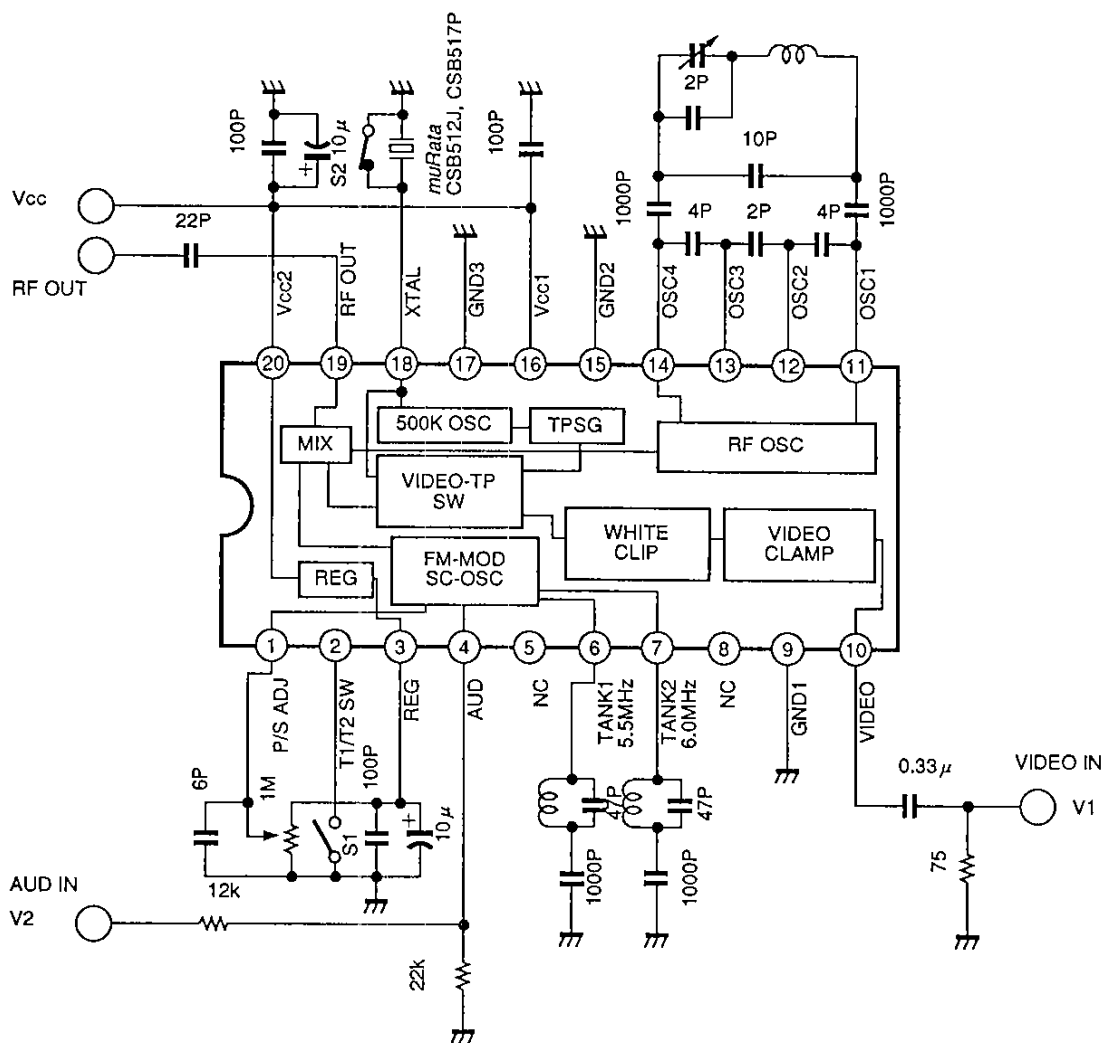 2P
100P
10μ
S2
muRata
CSB512J, CSB517P
100P
10P
1000P
4P
2P
4P
1000P
Vcc
22P
RF OUT
Vcc2
RF OUT
XTAL
GND3
Vcc1
GND2
OSC4
OSC3
OSC2
OSC1
20
19
18
17
16
15
14
13
12
11
500K OSC
TPSG
MIX
RF OSC
VIDEO-TP
SW
WHITE
CLIP
VIDEO
CLAMP
FM-MOD
SC-OSC
REG
1
2
3
4
5
6
7
8
9
10
P/S ADJ
T1/T2 SW
REG
AUD
NC
TANK1
5.5MHz
TANK2
6.0MHz
NC
GND1
VIDEO
6P
1M
S1
100P
+
10μ
47P
47P
0.33μ
VIDEO IN
V1
75
12k
1000P
1000P
AUD IN
V2
22k